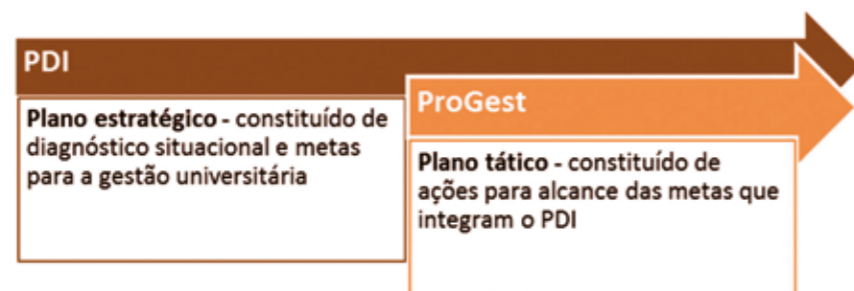 PDI
Plano estratégico - constituído de
diagnóstico situacional e metas
para a gestão universitária
ProGest
Plano tático - constituído de
ações para alcance das metas que
integram o PDI